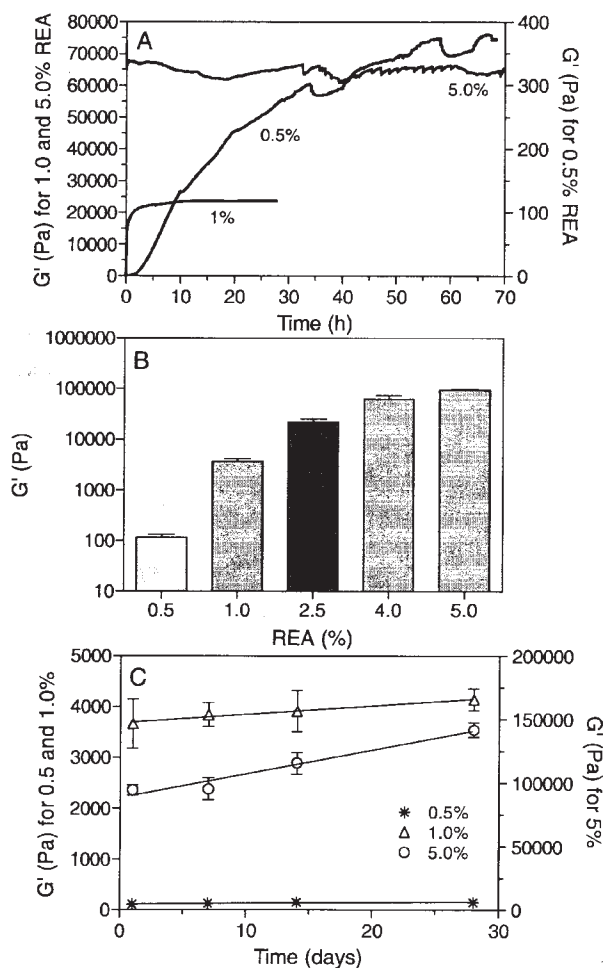 A
G' (Pa) for 1.0 and 5.0% REA
80000
70000
60000
50000
40000
30000
20000
10000
0
400
300
200
100
0
G' (Pa) for 0.5% REA
5.0%
0.5%
1%
0 10 20 30 40 50 60 70
Time (h)
B
G' (Pa)
1000000
100000
10000
1000
100
10
0.5 1.0 2.5 4.0 5.0
REA (%)
C
G' (Pa) for 0.5 and 1.0%
5000
4000
3000
2000
1000
0
200000
150000
100000
50000
0
G' (Pa) for 5%
0.5%
1.0%
5.0%
0 10 20 30
Time (days)